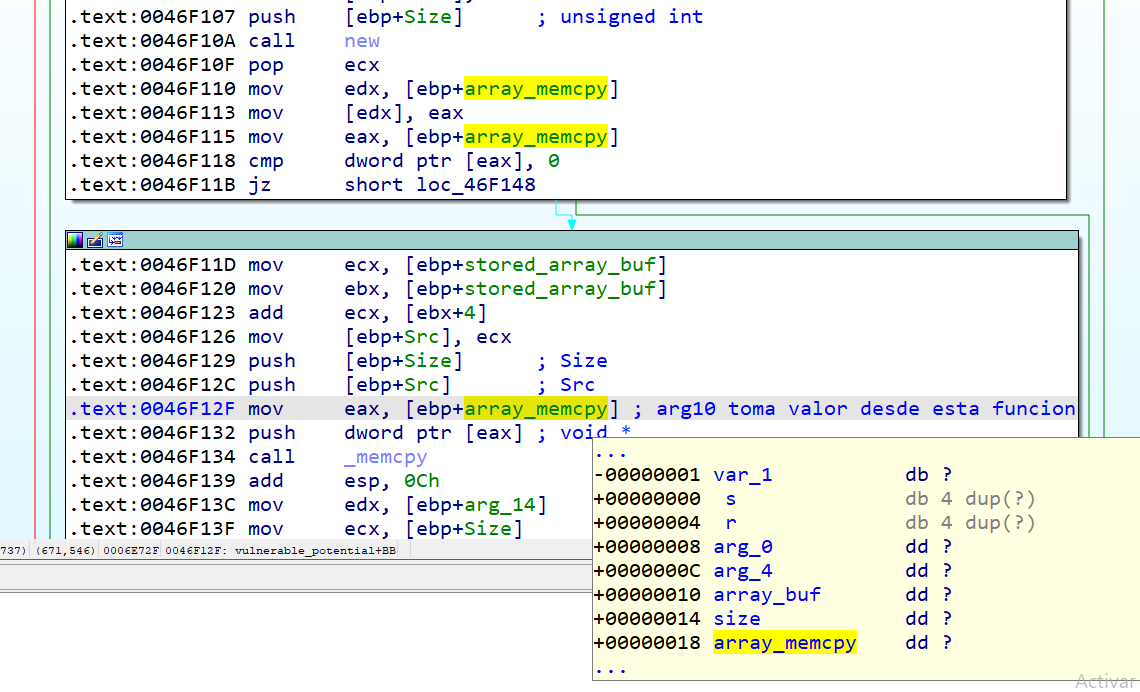 .text:0046F107 push [ebp+Size] ; unsigned int
.text:0046F10A call new
.text:0046F10F pop ecx
.text:0046F110 mov edx, [ebp+array_memcpy]
.text:0046F113 mov [edx], eax
.text:0046F115 mov eax, [ebp+array_memcpy]
.text:0046F118 cmp dword ptr [eax], 0
.text:0046F11B jz short loc_46F148
.text:0046F11D mov ecx, [ebp+stored_array_buf]
.text:0046F120 mov ebx, [ebp+stored_array_buf]
.text:0046F123 add ecx, [ebx+4]
.text:0046F126 mov [ebp+Src], ecx
.text:0046F129 push [ebp+Size] ; Size
.text:0046F12C push [ebp+Src] ; Src
.text:0046F12F mov eax, [ebp+array_memcpy] ; arg10 toma valor desde esta funcion
.text:0046F132 push dword ptr [eax] ; void *
.text:0046F134 call _memcpy
.text:0046F139 add esp, 0Ch
.text:0046F13C mov edx, [ebp+arg_14]
.text:0046F13F mov ecx, [ebp+Size]
737) (671,546) 0006E72F 0046F12F: vulnerable_potential+BB
...
-00000001 var_1 db ?
+00000000 s db 4 dup(?)
+00000004 r db 4 dup(?)
+00000008 arg_0 dd ?
+0000000C arg_4 dd ?
+00000010 array_buf dd ?
+00000014 size dd ?
+00000018 array_memcpy dd ?
...
Activar